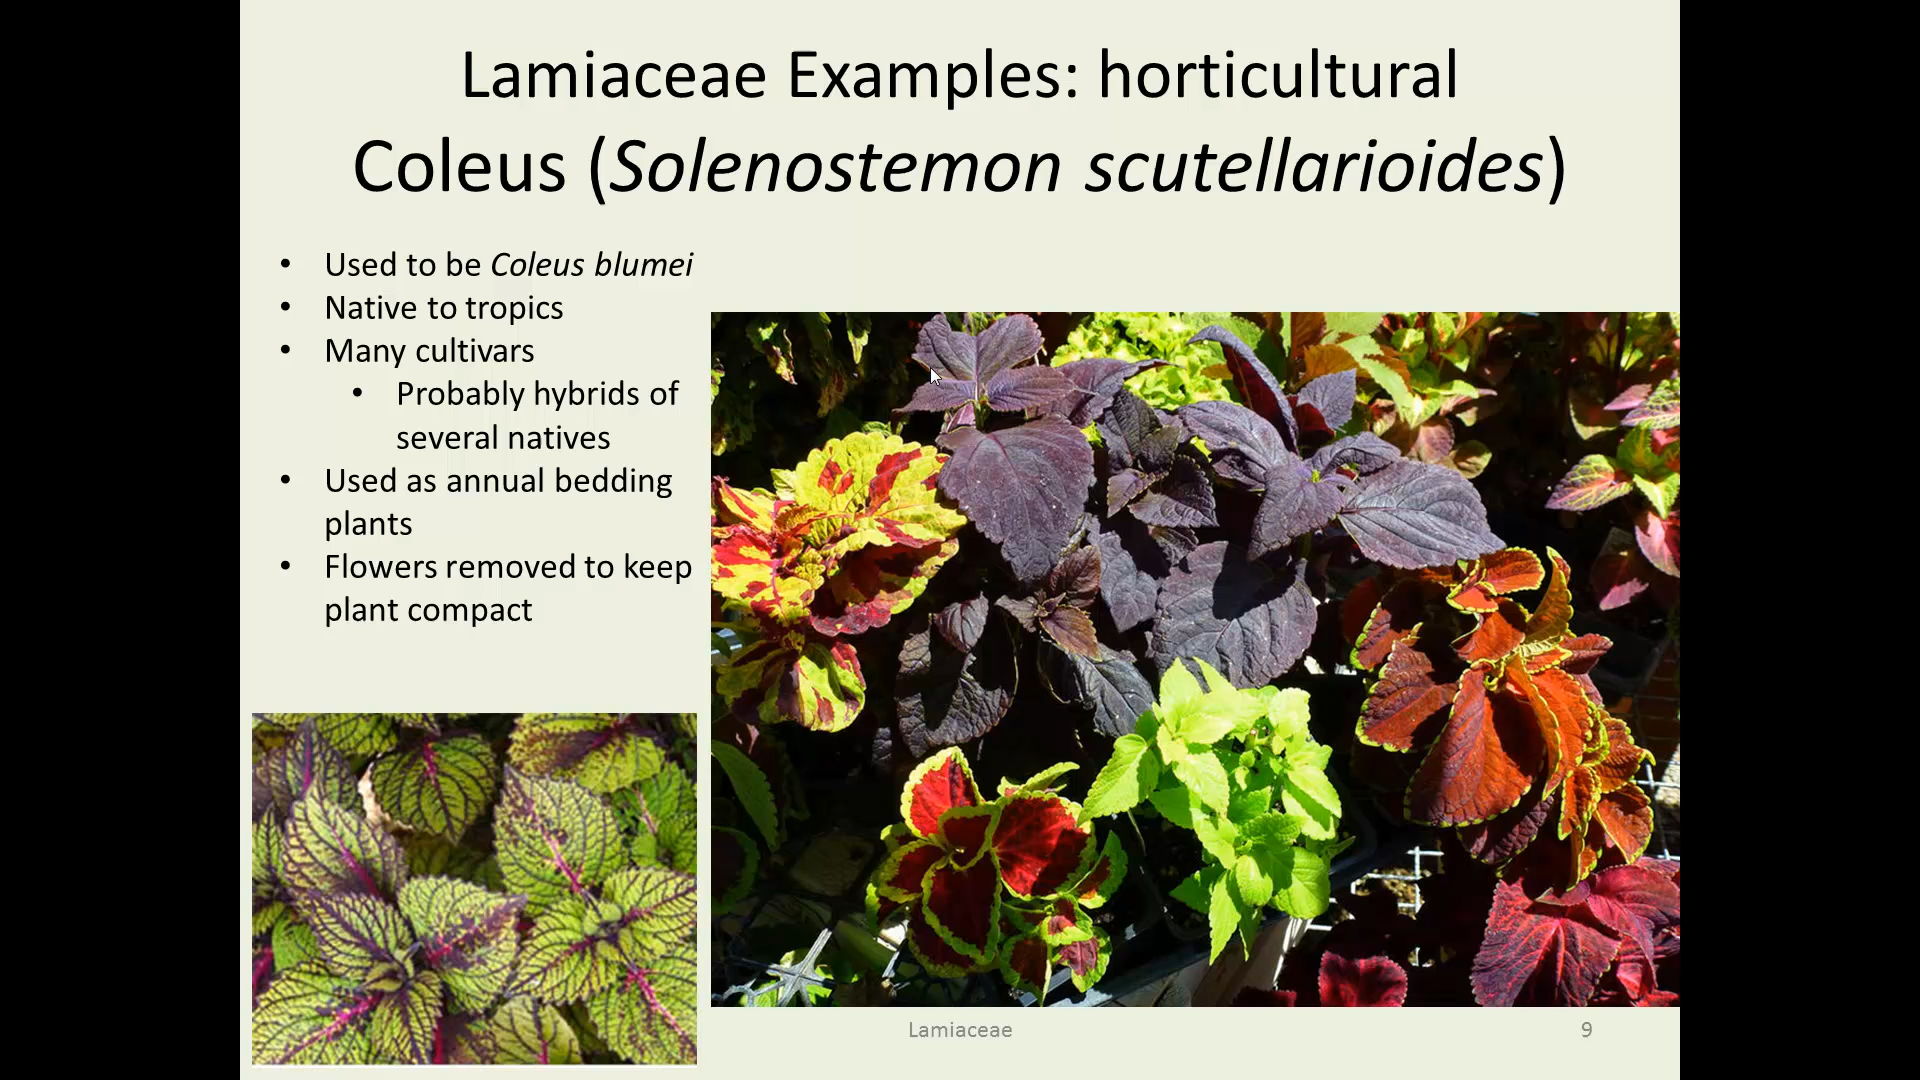 Lamiaceae Examples: horticultural
Coleus (Solenostemon scutellarioides)
• Used to be Coleus blumei
• Native to tropics
• Many cultivars
• Probably hybrids of
several natives
• Used as annual bedding
plants
• Flowers removed to keep
plant compact
Lamiaceae
9